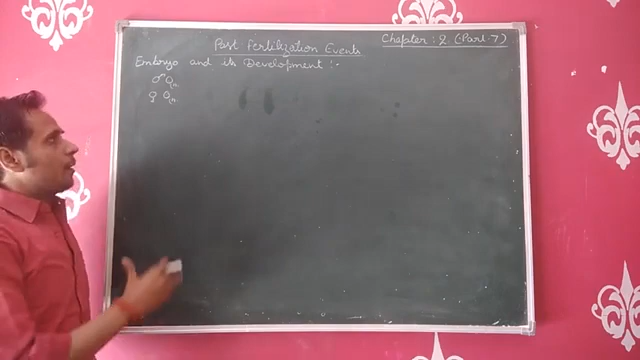 Chapter : 2 (Part-7)
Post Fertilization Events
Embryo and its Development :-
♂ O(n)
♀ O(n)